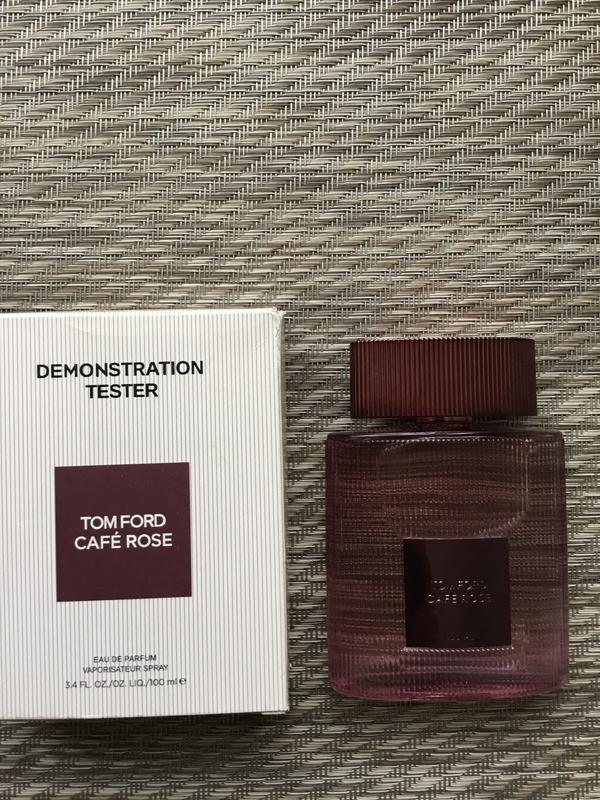 DEMONSTRATION
TESTER
TOM FORD
CAFÉ ROSE
EAU DE PARFUM
VAPORISATEUR SPRAY
3.4 FL. OZ./OZ. LIQ./100 ml ℮
TOM FORD
CAFÉ ROSE